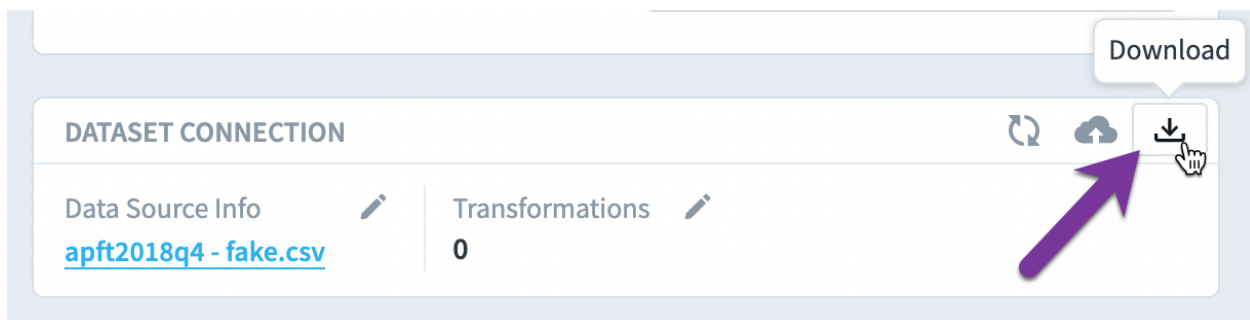 Download
DATASET CONNECTION
Data Source Info
Transformations
apft2018q4 - fake.csv
0